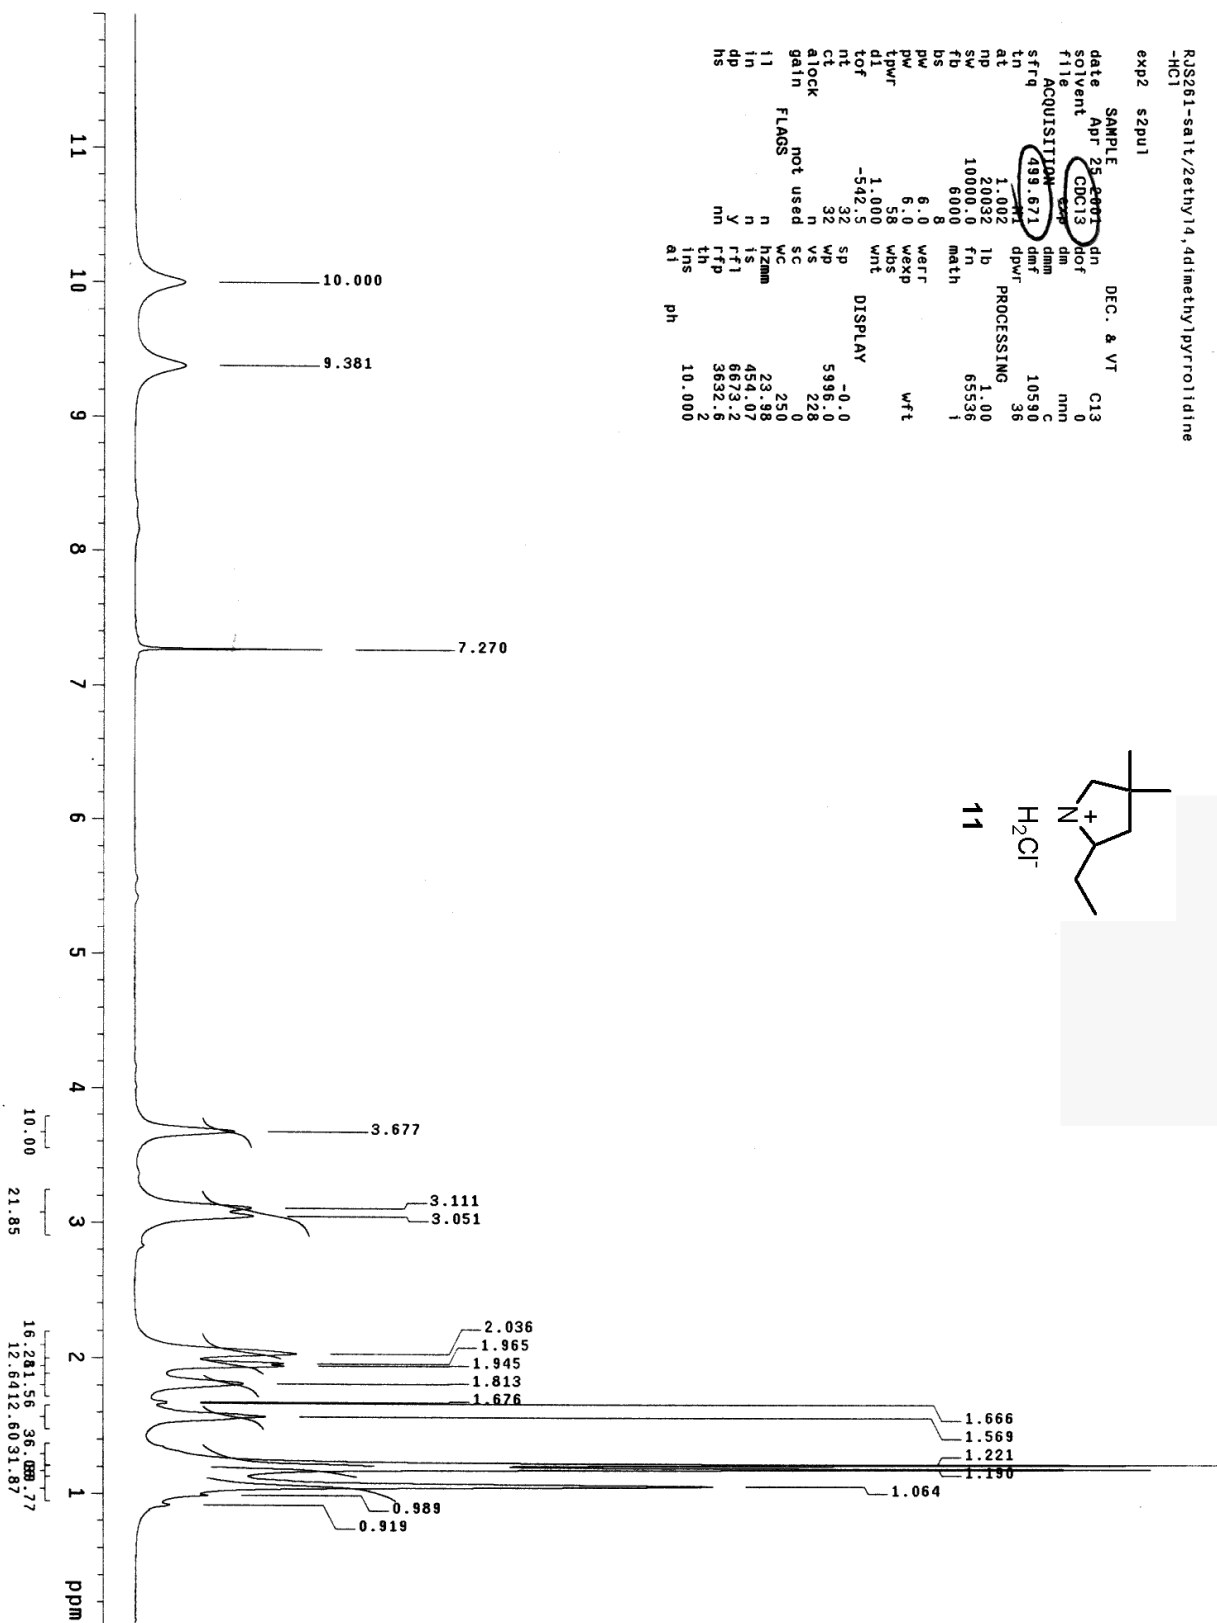 RJS261-salt/2ethyl4,4dimethylpyrrolidine
-HCl
exp2 s2pul
SAMPLE DEC. & VT
date Apr 25 2001 dn C13
solvent CDCl3 dof 0
file exp dm nnn
ACQUISITION dmm c
sfrq 499.671 dmf 10590
tn H1 dpwr 36
at 1.002 PROCESSING
np 20032 lb 1.00
sw 10000.0 fn 65536
fb 6000 math i
bs 8
pw 6.0 werr
pw 6.0 wexp
tpwr 58 wbs wft
d1 1.000 wnt
tof -542.5 DISPLAY
nt 32 sp -0.0
ct 32 wp 5996.0
alock n vs 228
gain not used sc 0
FLAGS wc 250
il n hzmm 23.98
in n is 454.07
dp y rfl 6673.2
hs nn rfp 3632.6
th 2
ins 10.000
ai ph
N
+
H2Cl-
11
10.000
9.381
7.270
3.677
3.111
3.051
2.036
1.965
1.945
1.813
1.676
1.666
1.569
1.221
1.190
1.064
0.989
0.919
11 10 9 8 7 6 5 4 3 2 1 ppm
10.00
21.85
16.28
12.64
12.60
31.87